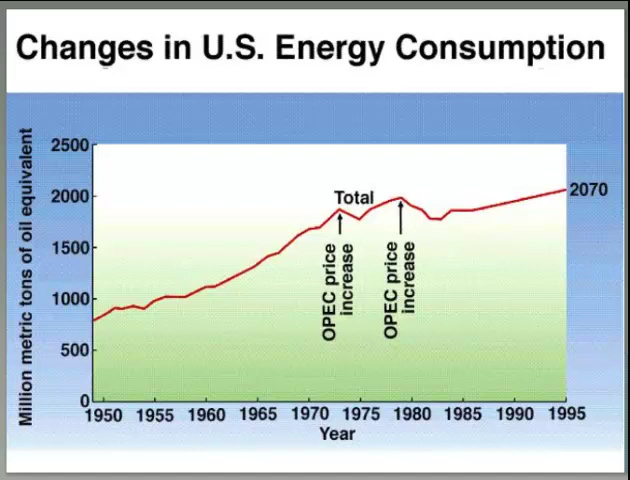 Changes in U.S. Energy Consumption
Million metric tons of oil equivalent
2500
2000
1500
1000
500
0
Total
2070
OPEC price
increase
OPEC price
increase
1950 1955 1960 1965 1970 1975 1980 1985 1990 1995
Year